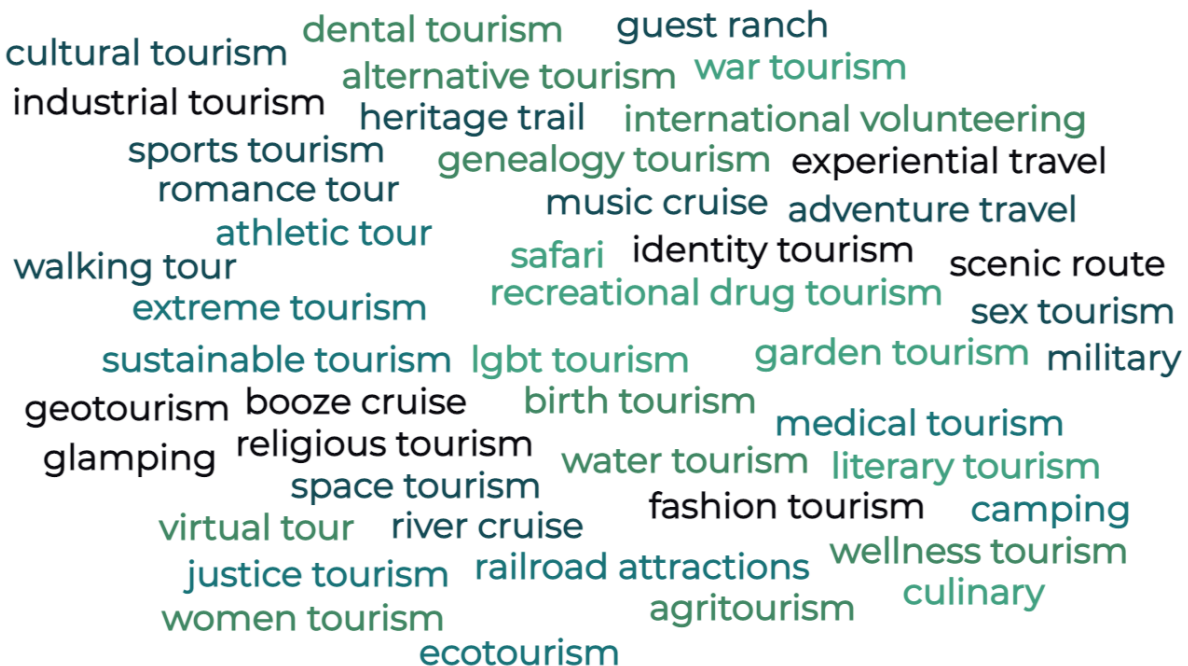 dental tourism
guest ranch
cultural tourism
alternative tourism
war tourism
industrial tourism
heritage trail
international volunteering
sports tourism
genealogy tourism
experiential travel
romance tour
music cruise
adventure travel
athletic tour
safari
identity tourism
scenic route
walking tour
extreme tourism
recreational drug tourism
sex tourism
sustainable tourism
lgbt tourism
garden tourism
military
geotourism
booze cruise
birth tourism
medical tourism
glamping
religious tourism
water tourism
literary tourism
space tourism
fashion tourism
camping
virtual tour
river cruise
wellness tourism
justice tourism
railroad attractions
culinary
women tourism
agritourism
ecotourism